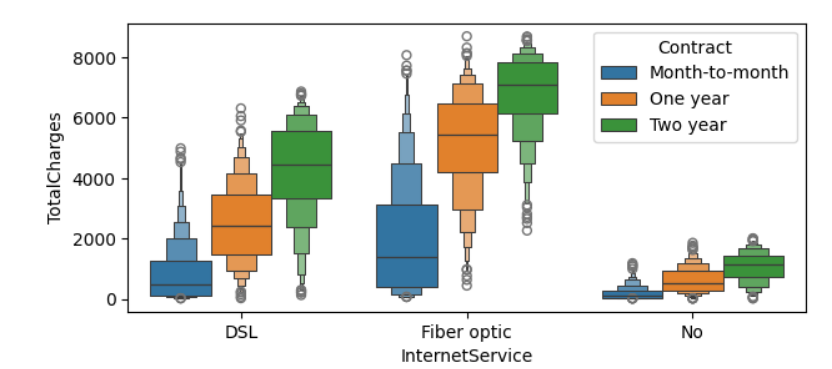 8000
6000
4000
2000
0
TotalCharges
DSL
Fiber optic
No
InternetService
Contract
Month-to-month
One year
Two year